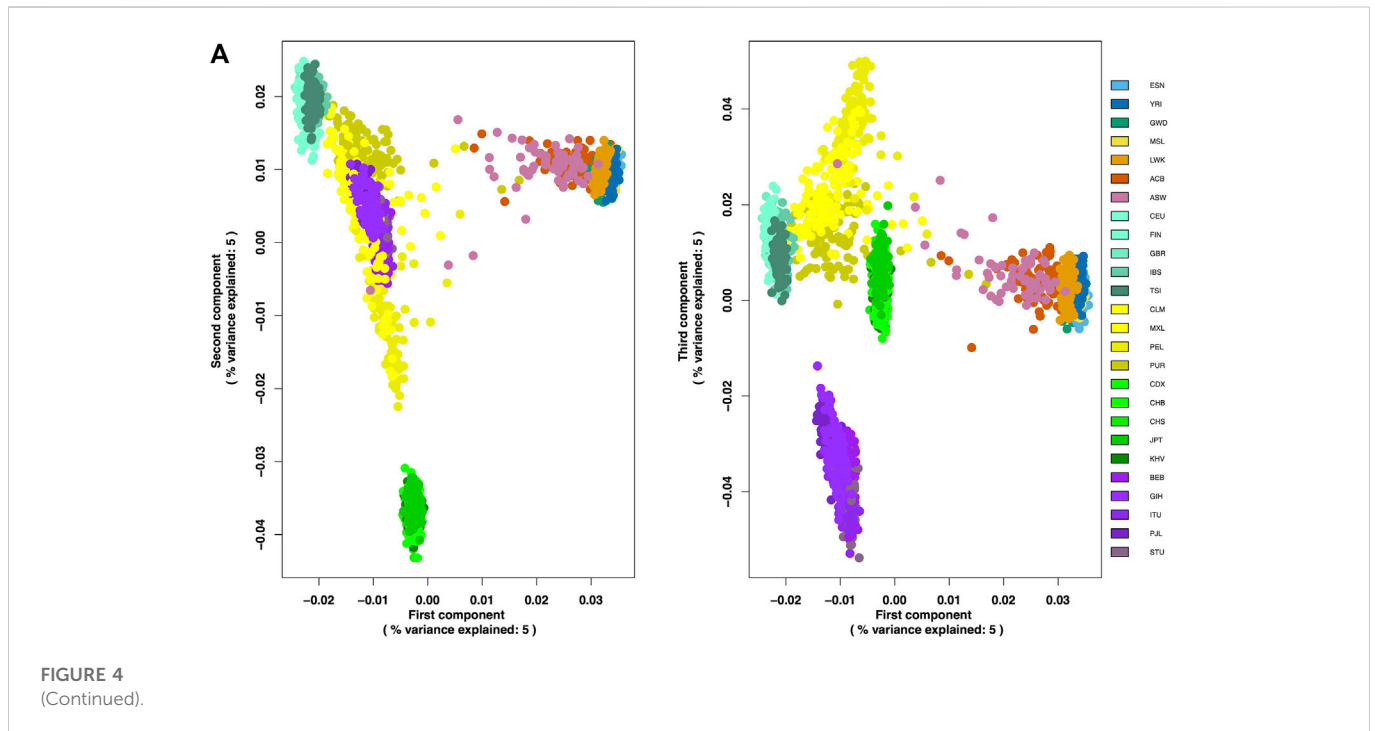 A
Second component
( % variance explained: 5 )
0.02
0.01
0.00
−0.01
−0.02
−0.03
−0.04
−0.02 −0.01 0.00 0.01 0.02 0.03
First component
( % variance explained: 5 )
Third component
( % variance explained: 5 )
0.04
0.02
0.00
−0.02
−0.04
−0.02 −0.01 0.00 0.01 0.02 0.03
First component
( % variance explained: 5 )
ESN
YRI
GWD
MSL
LWK
ACB
ASW
CEU
FIN
GBR
IBS
TSI
CLM
MXL
PEL
PUR
CDX
CHB
CHS
JPT
KHV
BEB
GIH
ITU
PJL
STU
FIGURE 4
(Continued).